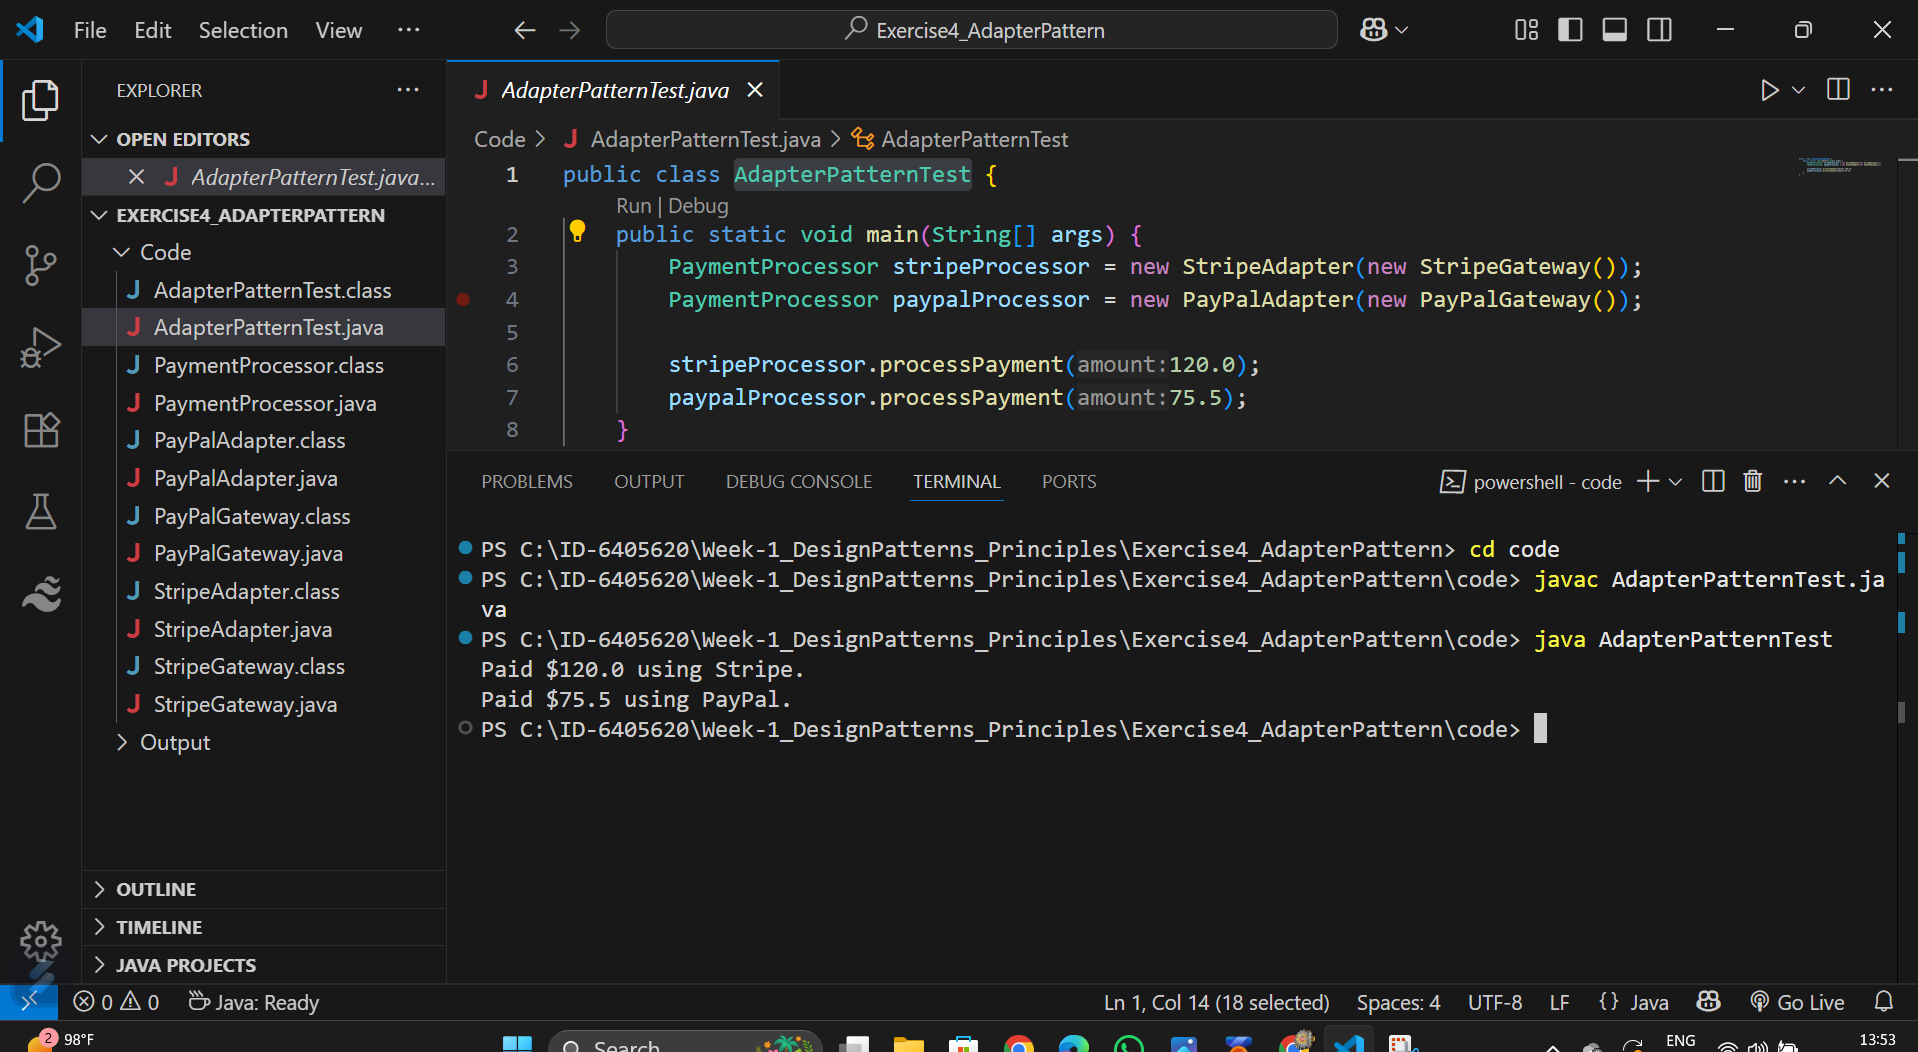 File Edit Selection View ···
Exercise4_AdapterPattern
EXPLORER
OPEN EDITORS
AdapterPatternTest.java...
EXERCISE4_ADAPTERPATTERN
Code
AdapterPatternTest.class
AdapterPatternTest.java
PaymentProcessor.class
PaymentProcessor.java
PayPalAdapter.class
PayPalAdapter.java
PayPalGateway.class
PayPalGateway.java
StripeAdapter.class
StripeAdapter.java
StripeGateway.class
StripeGateway.java
Output
OUTLINE
TIMELINE
JAVA PROJECTS
AdapterPatternTest.java
Code > AdapterPatternTest.java > AdapterPatternTest
1 public class AdapterPatternTest {
Run | Debug
2 public static void main(String[] args) {
3 PaymentProcessor stripeProcessor = new StripeAdapter(new StripeGateway());
4 PaymentProcessor paypalProcessor = new PayPalAdapter(new PayPalGateway());
5
6 stripeProcessor.processPayment(amount:120.0);
7 paypalProcessor.processPayment(amount:75.5);
8 }
PROBLEMS OUTPUT DEBUG CONSOLE TERMINAL PORTS
powershell - code
PS C:\ID-6405620\Week-1_DesignPatterns_Principles\Exercise4_AdapterPattern> cd code
PS C:\ID-6405620\Week-1_DesignPatterns_Principles\Exercise4_AdapterPattern\code> javac AdapterPatternTest.ja
va
PS C:\ID-6405620\Week-1_DesignPatterns_Principles\Exercise4_AdapterPattern\code> java AdapterPatternTest
Paid $120.0 using Stripe.
Paid $75.5 using PayPal.
PS C:\ID-6405620\Week-1_DesignPatterns_Principles\Exercise4_AdapterPattern\code>
0 0 Java: Ready
Ln 1, Col 14 (18 selected) Spaces: 4 UTF-8 LF {} Java Go Live
2 98°F
Search
ENG
13:53